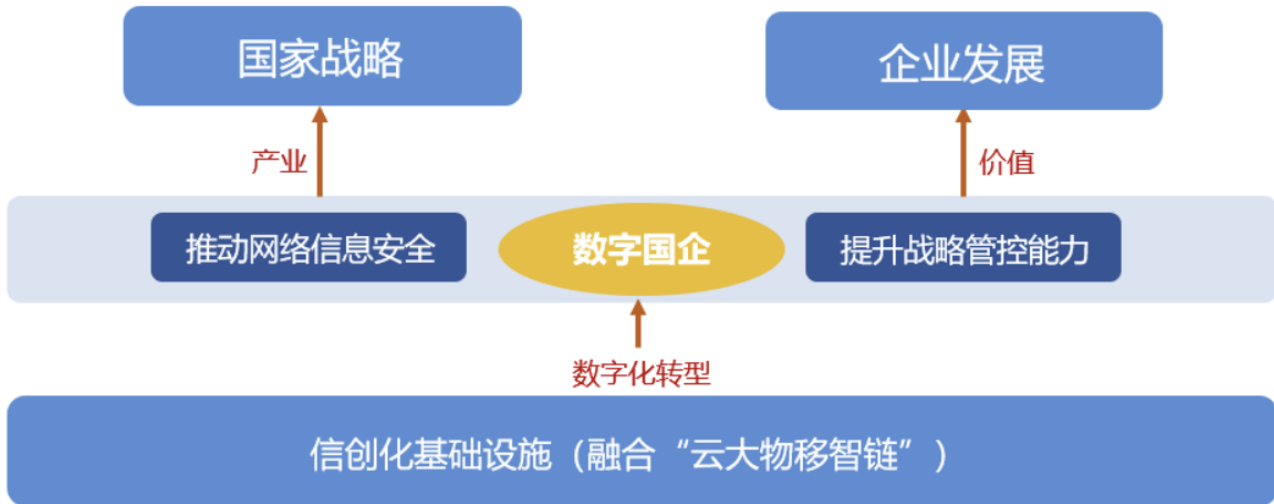 国家战略
企业发展
产业
价值
推动网络信息安全
数字国企
提升战略管控能力
数字化转型
信创化基础设施（融合“云大物移智链”）